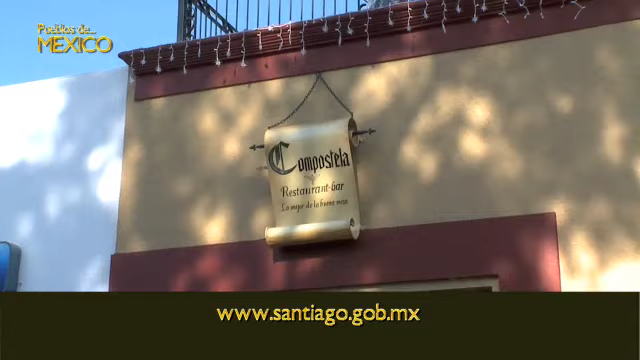 Pueblos de
MEXICO
Compostela
Restaurant-bar
Lo mejor de la buena mesa
www.santiago.gob.mx